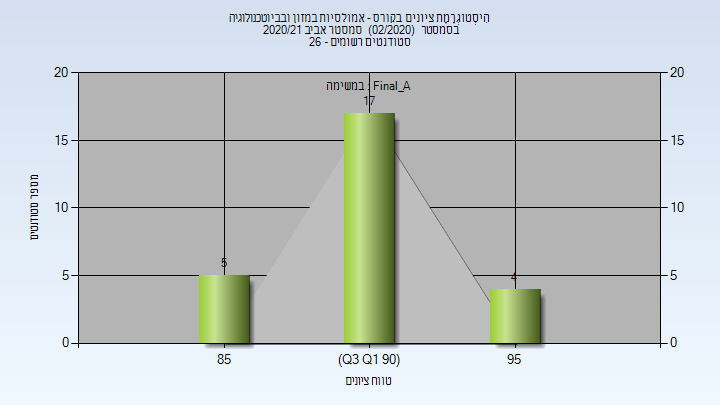 היסטוגרמת ציונים בקורס - אמולסיות במזון ובביוטכנולוגיה
בסמסטר (02/2020) סמסטר אביב 2020/21
סטודנטים רשומים - 26
במשימה : Final_A
20
15
10
5
0
20
15
10
5
0
5
17
4
מספר סטודנטים
85
(Q3 Q1 90)
95
טווח ציונים